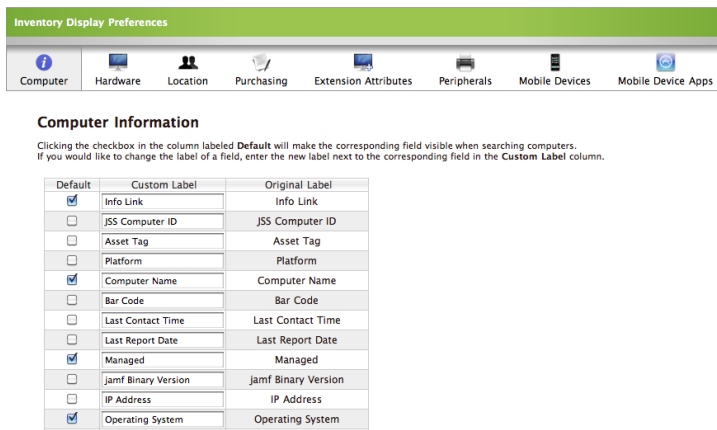 Inventory Display Preferences
Computer Hardware Location Purchasing Extension Attributes Peripherals Mobile Devices Mobile Device Apps
Computer Information
Clicking the checkbox in the column labeled Default will make the corresponding field visible when searching computers.
If you would like to change the label of a field, enter the new label next to the corresponding field in the Custom Label column.
Default Custom Label Original Label
Info Link Info Link
JSS Computer ID JSS Computer ID
Asset Tag Asset Tag
Platform Platform
Computer Name Computer Name
Bar Code Bar Code
Last Contact Time Last Contact Time
Last Report Date Last Report Date
Managed Managed
jamf Binary Version jamf Binary Version
IP Address IP Address
Operating System Operating System